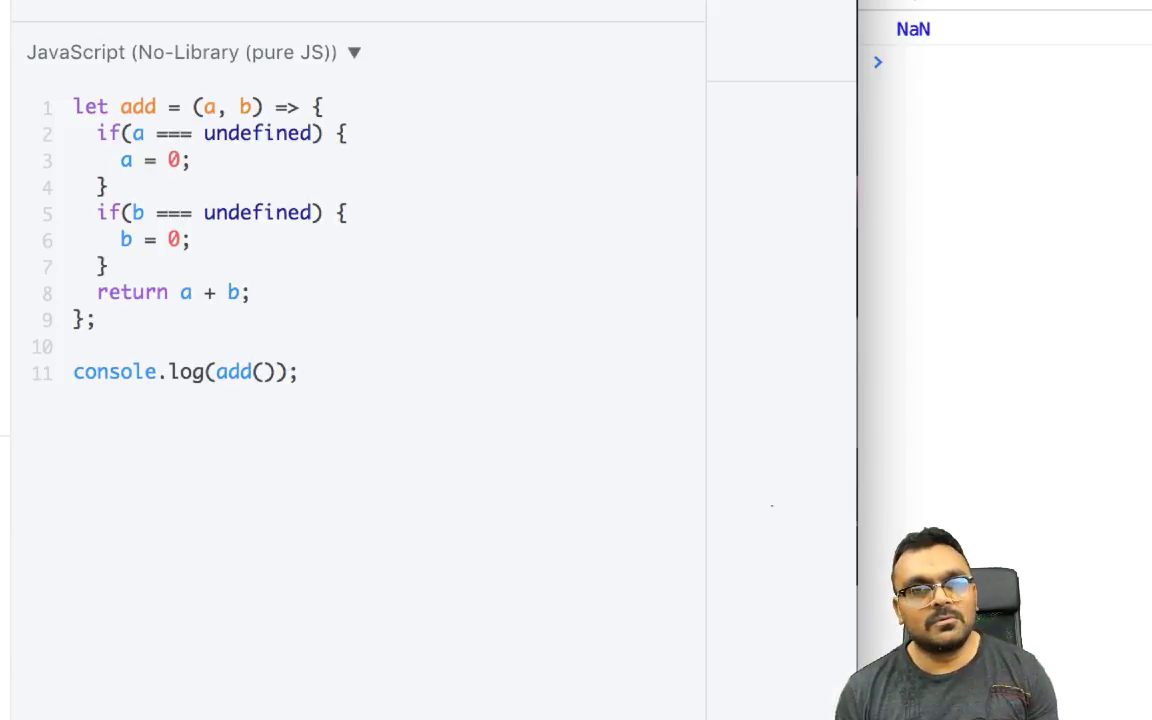 JavaScript (No-Library (pure JS)) ▼
1 let add = (a, b) => {
2   if(a === undefined) {
3     a = 0;
4   }
5   if(b === undefined) {
6     b = 0;
7   }
8   return a + b;
9 };
10
11 console.log(add());
NaN
>